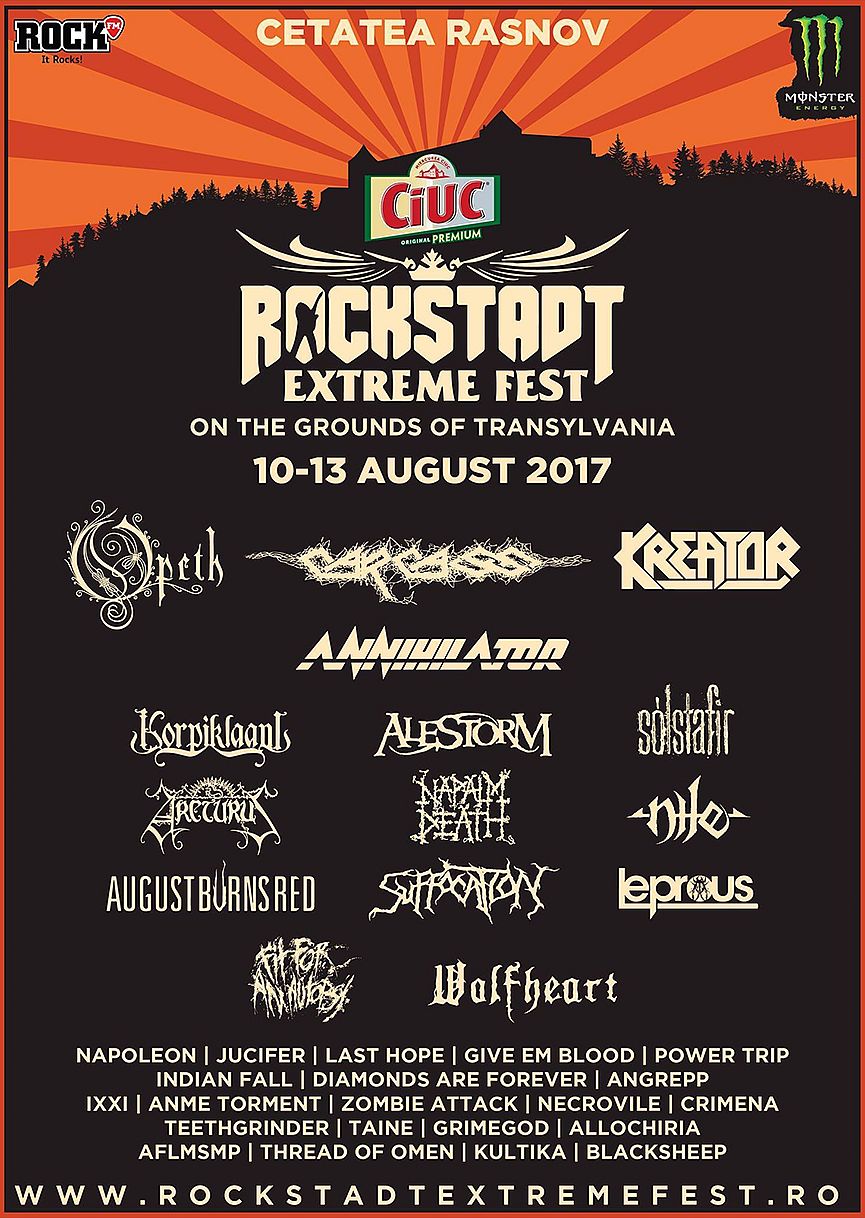 ROCK FM
It Rocks!
CETATEA RASNOV
MONSTER
ENERGY
MIERCUREA CIUC
CIUC
ORIGINAL PREMIUM
ROCKSTADT
EXTREME FEST
ON THE GROUNDS OF TRANSYLVANIA
10-13 AUGUST 2017
Opeth CARCASS KREATOR
ANNIHILATOR
Korpiklaani ALESTORM sólstafir
ARCTURUS NAPALM DEATH nile
AUGUST BURNS RED SUFFOCATION leprous
FIT FOR AN AUTOPSY Wolfheart
NAPOLEON | JUCIFER | LAST HOPE | GIVE EM BLOOD | POWER TRIP
INDIAN FALL | DIAMONDS ARE FOREVER | ANGREPP
IXXI | ANME TORMENT | ZOMBIE ATTACK | NECROVILE | CRIMENA
TEETHGRINDER | TAINE | GRIMEGOD | ALLOCHIRIA
AFLMSMP | THREAD OF OMEN | KULTIKA | BLACKSHEEP
WWW.ROCKSTADTEXTREMEFEST.RO